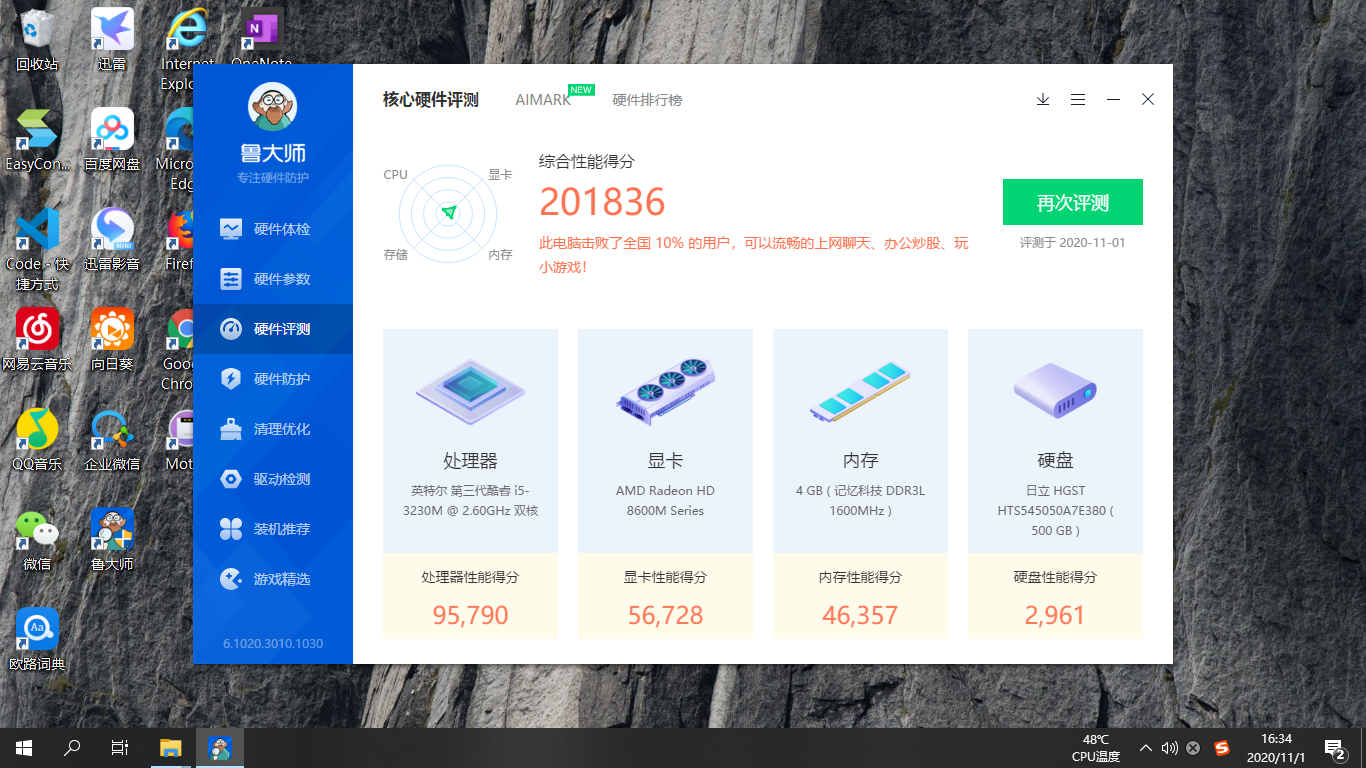 回收站
迅雷
Internet
Explo
OneNote
EasyCon...
百度网盘
Micro
Edg
Code - 快
捷方式
迅雷影音
Firef
网易云音乐
向日葵
Goo
Chro
QQ音乐
企业微信
Mot
微信
鲁大师
欧路词典
鲁大师
专注硬件防护
硬件体检
硬件参数
硬件评测
硬件防护
清理优化
驱动检测
装机推荐
游戏精选
6.1020.3010.1030
核心硬件评测
AIMARK
NEW
硬件排行榜
CPU
显卡
存储
内存
综合性能得分
201836
此电脑击败了全国 10% 的用户，可以流畅的上网聊天、办公炒股、玩
小游戏！
再次评测
评测于 2020-11-01
处理器
英特尔 第三代酷睿 i5-
3230M @ 2.60GHz 双核
处理器性能得分
95,790
显卡
AMD Radeon HD
8600M Series
显卡性能得分
56,728
内存
4 GB ( 记忆科技 DDR3L
1600MHz )
内存性能得分
46,357
硬盘
日立 HGST
HTS545050A7E380 (
500 GB )
硬盘性能得分
2,961
48℃
CPU温度
16:34
2020/11/1
2